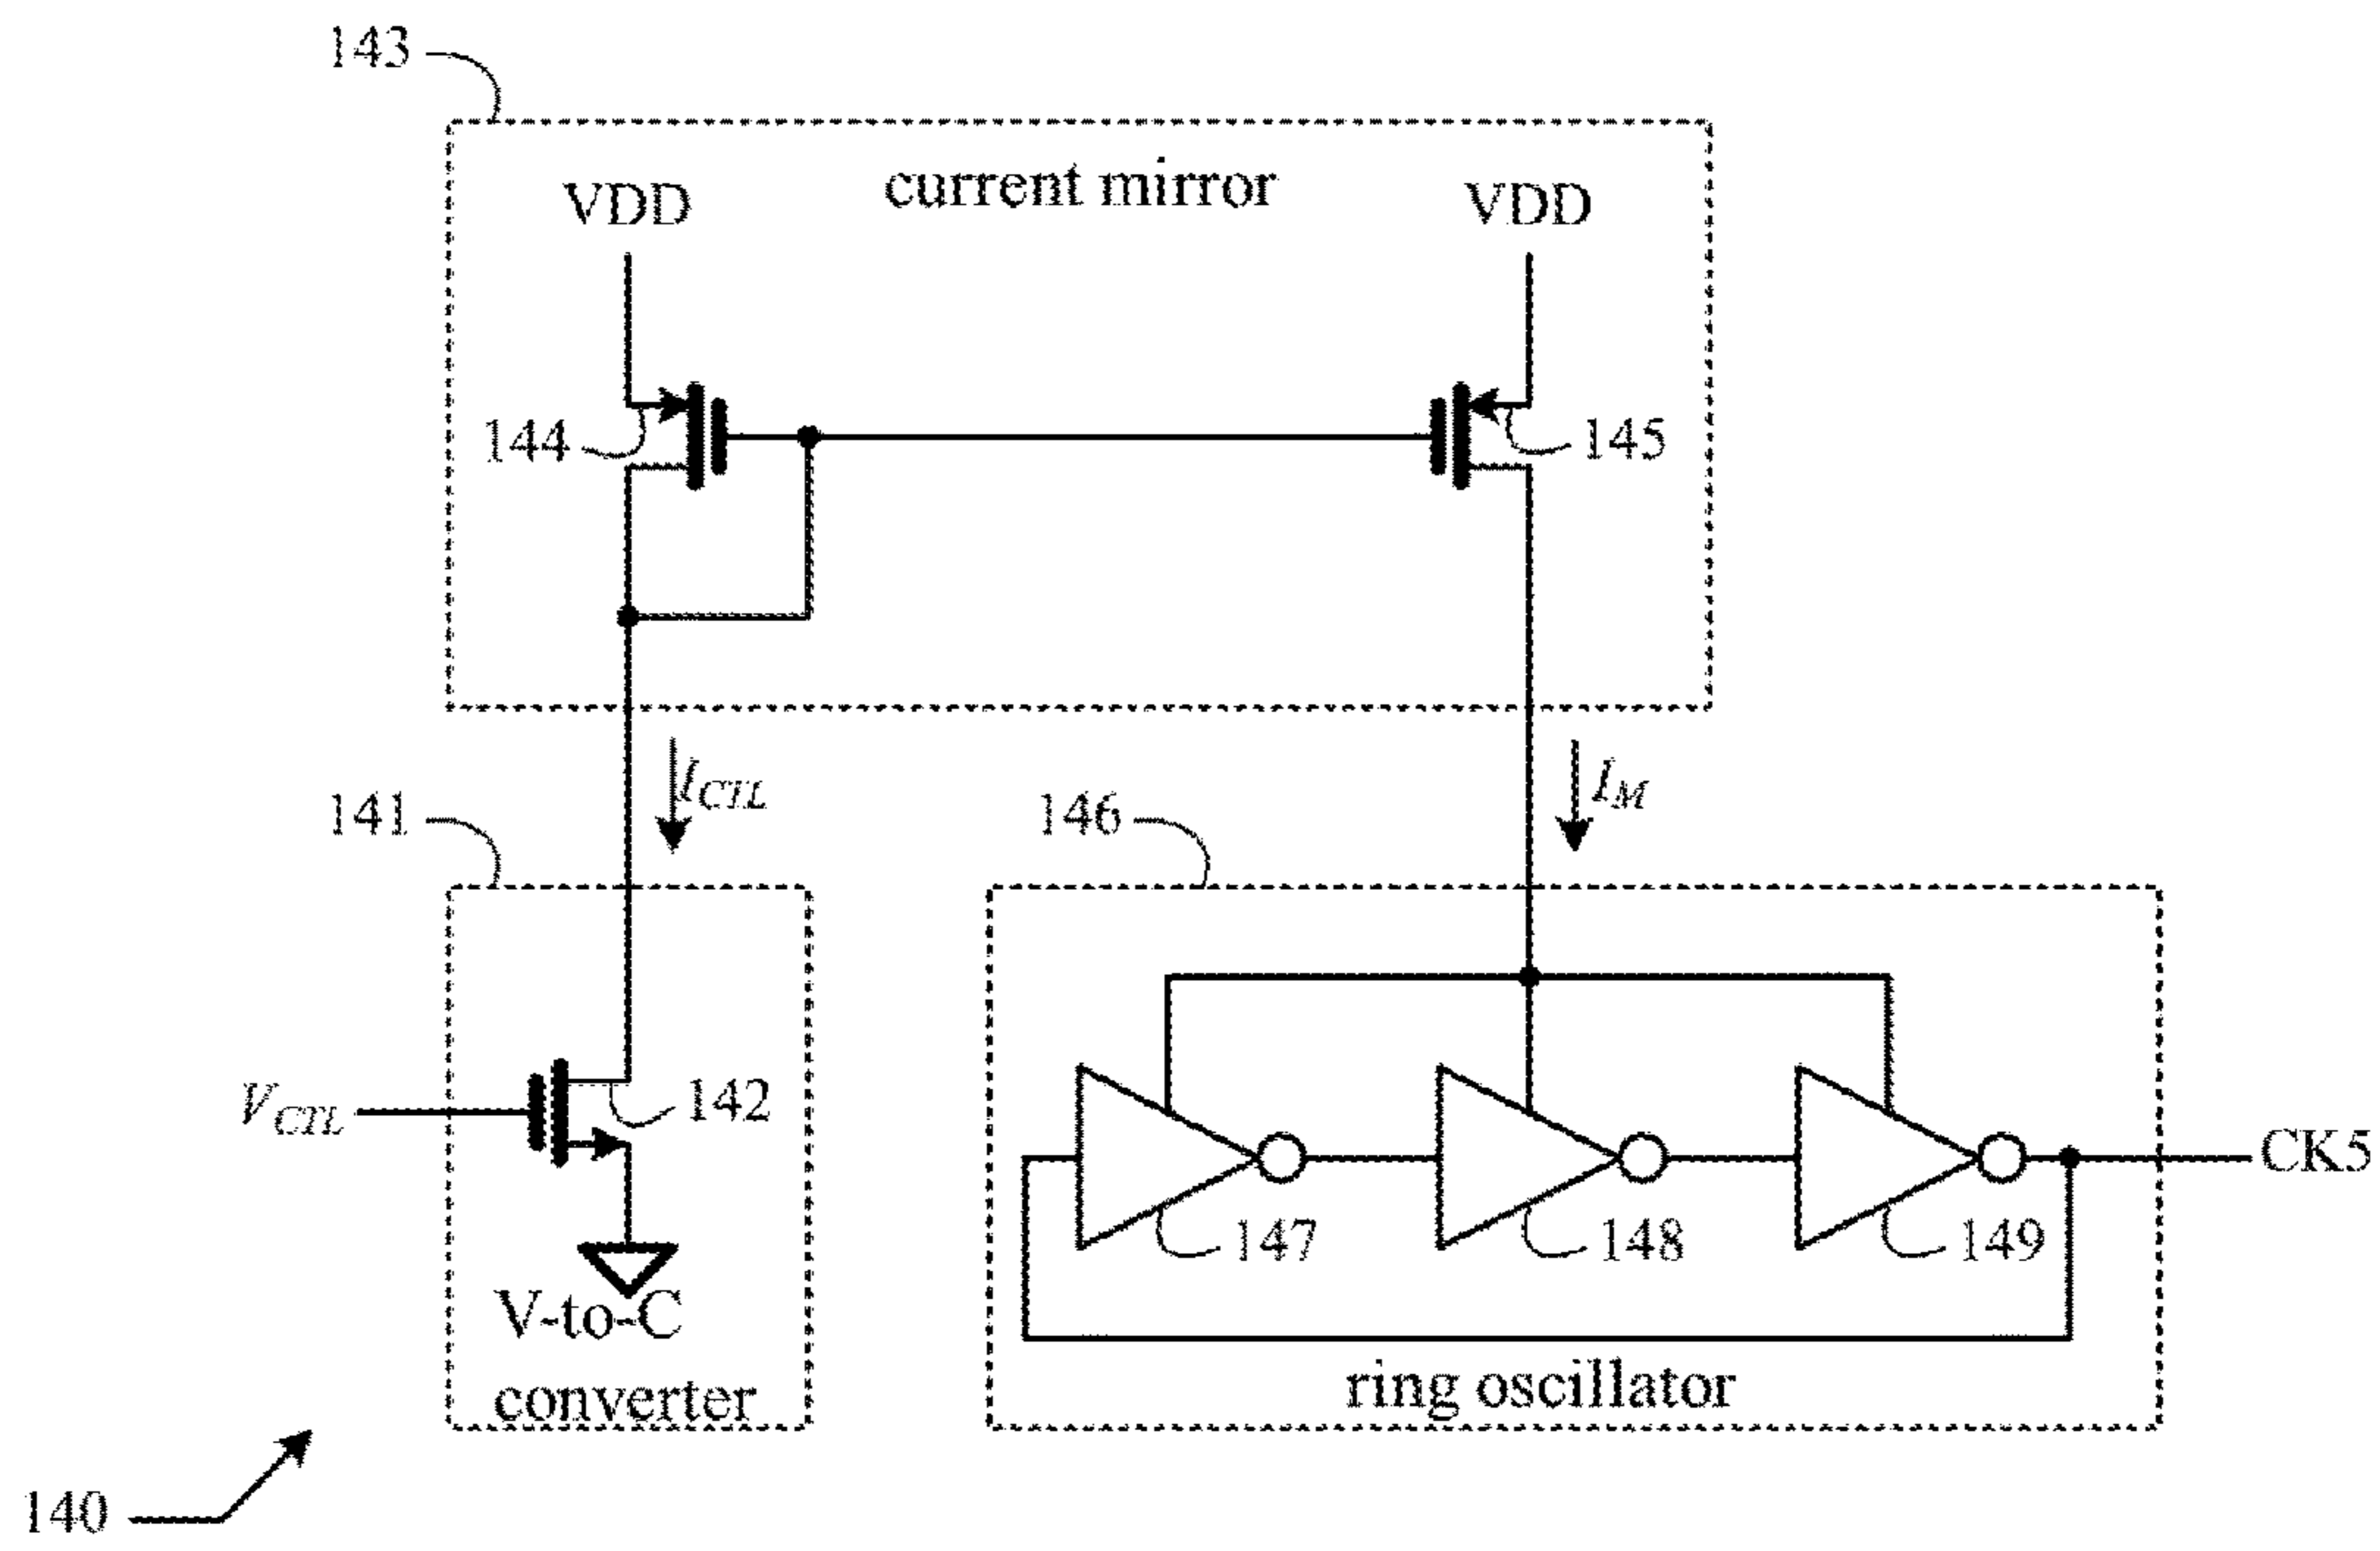 143
current mirror
VDD
VDD
144
145
I_CTL
I_M
141
146
V_CTL
142
CK5
147
148
149
V-to-C
converter
ring oscillator
140